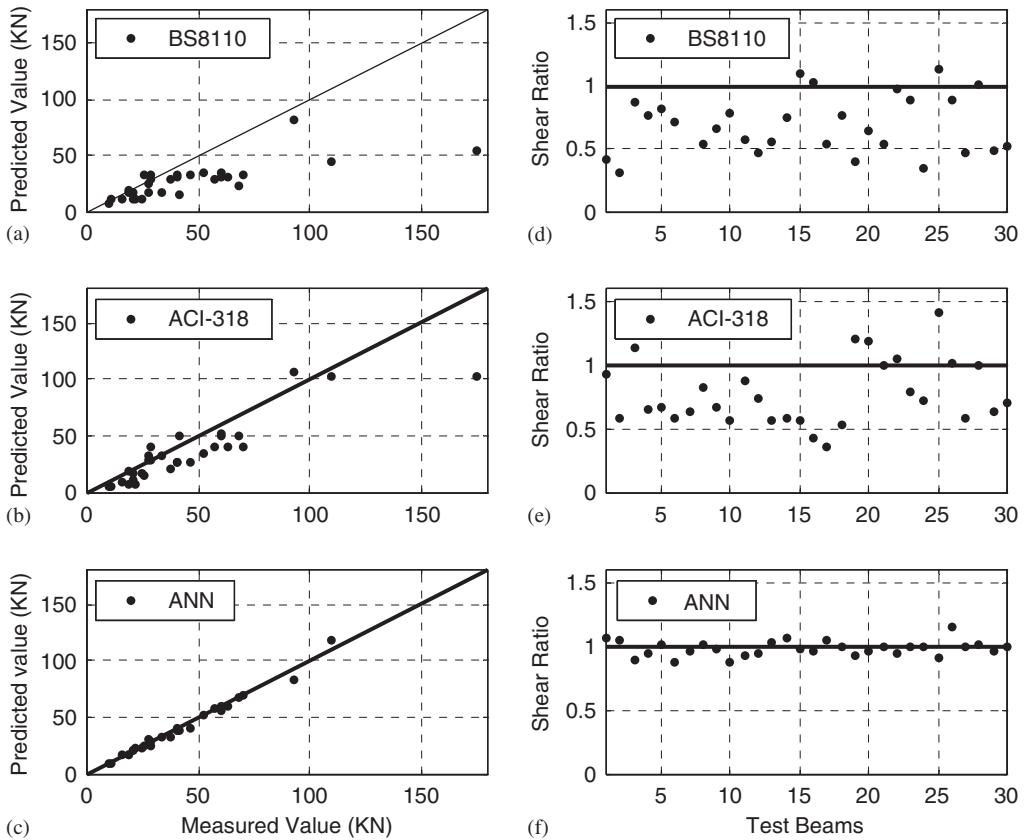 Predicted Value (KN)
150
100
50
0
BS8110
0 50 100 150
(a)
Shear Ratio
1.5
1
0.5
0
BS8110
5 10 15 20 25 30
(d)
Predicted Value (KN)
150
100
50
0
ACI-318
0 50 100 150
(b)
Shear Ratio
1.5
1
0.5
0
ACI-318
5 10 15 20 25 30
(e)
Predicted value (KN)
150
100
50
0
ANN
0 50 100 150
(c)
Measured Value (KN)
Shear Ratio
1.5
1
0.5
0
ANN
5 10 15 20 25 30
(f)
Test Beams